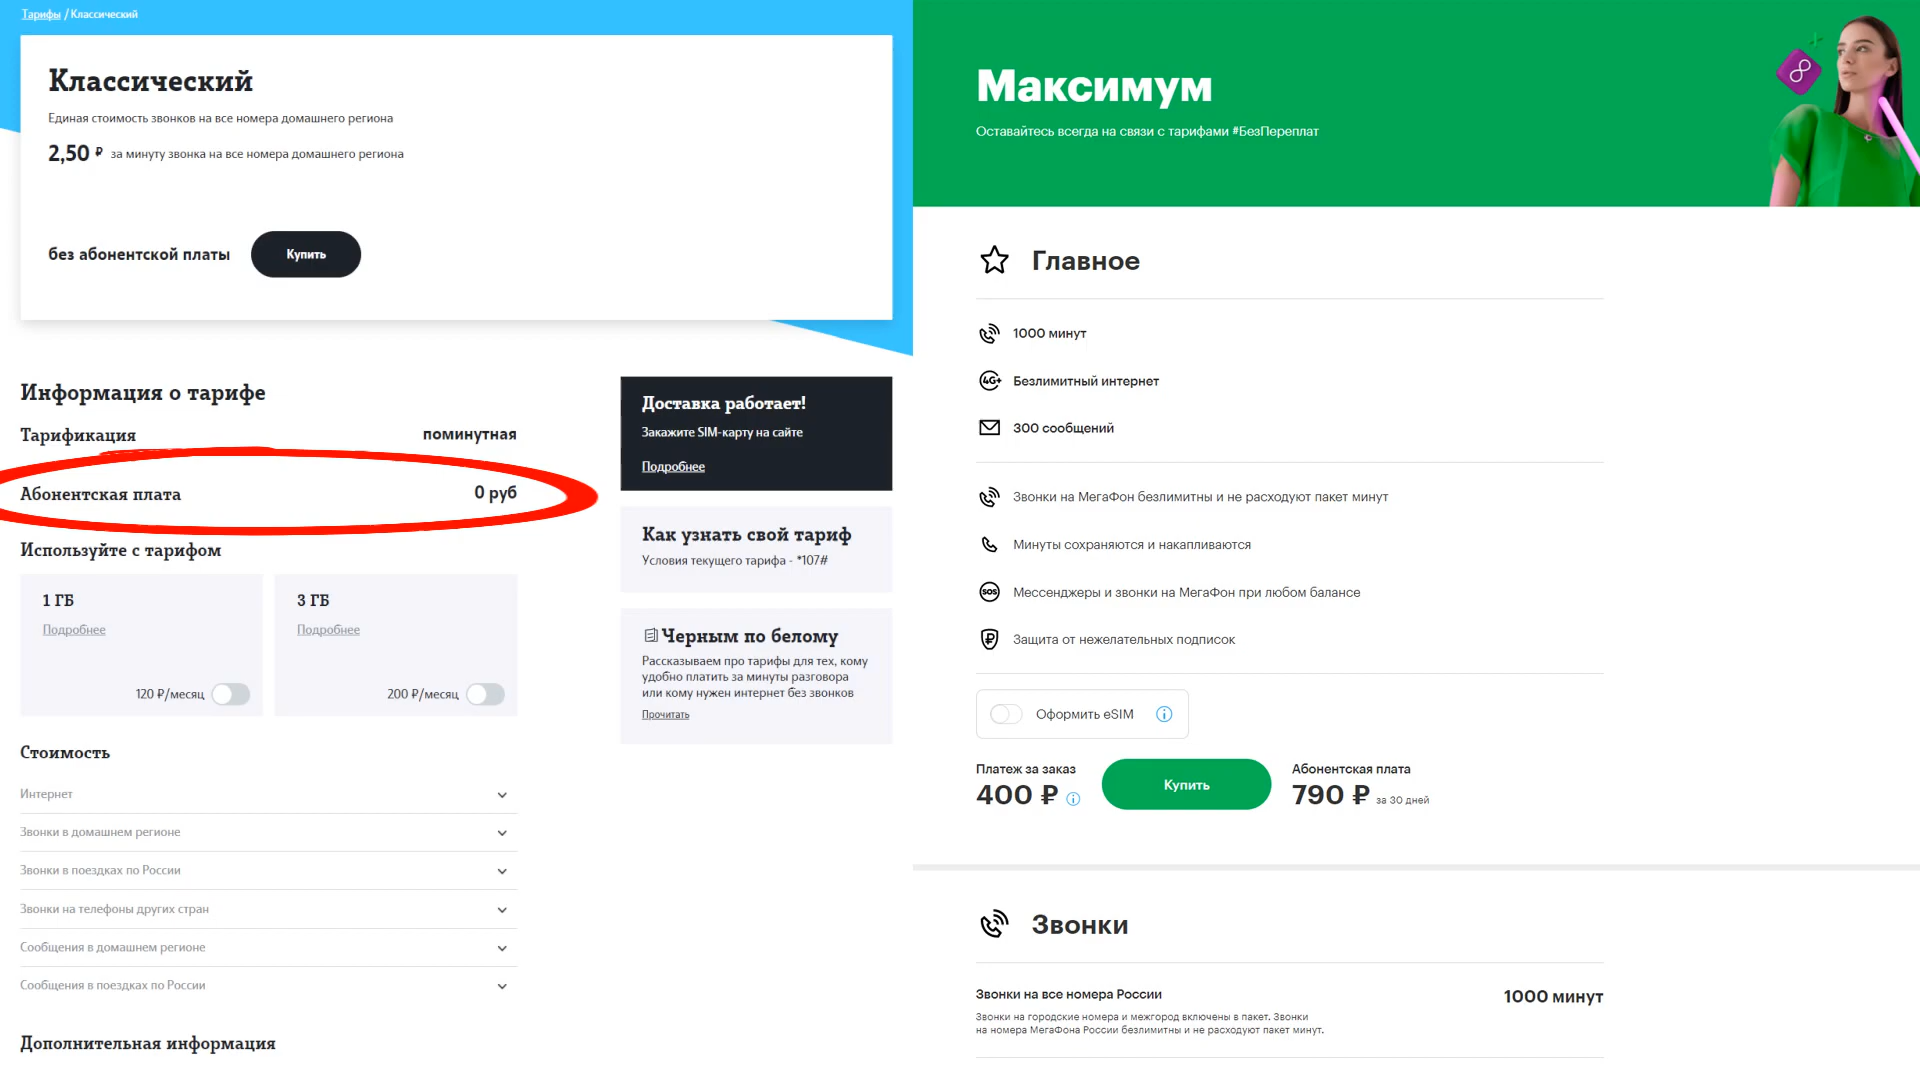 Тарифы / Классический
Классический
Единая стоимость звонков на все номера домашнего региона
2,50 ₽ за минуту звонка на все номера домашнего региона
без абонентской платы
Купить
Информация о тарифе
Тарификация
поминутная
Абонентская плата
0 руб
Используйте с тарифом
1 ГБ
Подробнее
120 ₽/месяц
3 ГБ
Подробнее
200 ₽/месяц
Стоимость
Интернет
Звонки в домашнем регионе
Звонки в поездках по России
Звонки на телефоны других стран
Сообщения в домашнем регионе
Сообщения в поездках по России
Дополнительная информация
Доставка работает!
Закажите SIM-карту на сайте
Подробнее
Как узнать свой тариф
Условия текущего тарифа - *107#
Черным по белому
Рассказываем про тарифы для тех, кому
удобно платить за минуты разговора
или кому нужен интернет без звонков
Прочитать
Максимум
Оставайтесь всегда на связи с тарифами #БезПереплат
Главное
1000 минут
4G+
Безлимитный интернет
300 сообщений
Звонки на МегаФон безлимитны и не расходуют пакет минут
Минуты сохраняются и накапливаются
SOS
Мессенджеры и звонки на МегаФон при любом балансе
Защита от нежелательных подписок
Оформить eSIM
Платеж за заказ
400 ₽
Купить
Абонентская плата
790 ₽ за 30 дней
Звонки
Звонки на все номера России
1000 минут
Звонки на городские номера и межгород включены в пакет. Звонки
на номера МегаФона России безлимитны и не расходуют пакет минут.